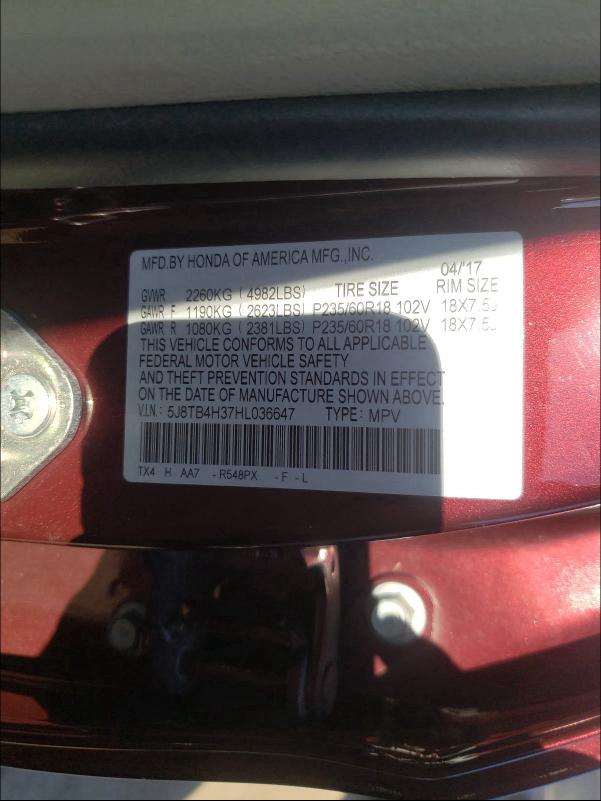 MFD.BY HONDA OF AMERICA MFG.,INC.
04/'17
GVWR 2260KG (4982LBS) TIRE SIZE RIM SIZE
GAWR F 1190KG (2623LBS) P235/60R18 102V 18X7.5J
GAWR R 1080KG (2381LBS) P235/60R18 102V 18X7.5J
THIS VEHICLE CONFORMS TO ALL APPLICABLE
FEDERAL MOTOR VEHICLE SAFETY
AND THEFT PREVENTION STANDARDS IN EFFECT
ON THE DATE OF MANUFACTURE SHOWN ABOVE.
V.I.N.: 5J8TB4H37HL036647 TYPE: MPV
TX4 H AA7 -R548PX -F -L